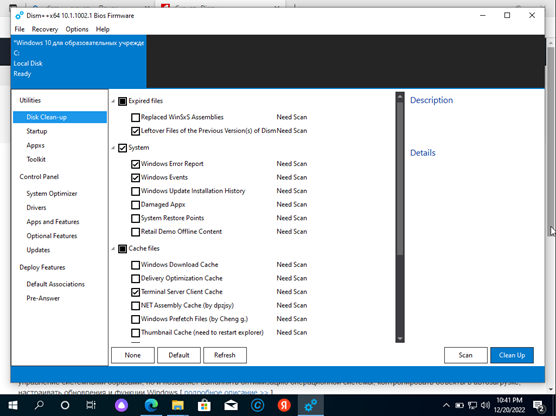 Dism++x64 10.1.1002.1 Bios Firmware
File Recovery Options Help
*Windows 10 для образовательных учрежде
C:
Local Disk
Ready
Utilities
Disk Clean-up
Startup
Appxs
Toolkit
Control Panel
System Optimizer
Drivers
Apps and Features
Optional Features
Updates
Deploy Features
Default Associations
Pre-Answer
Expired files
Replaced WinSxS Assemblies Need Scan
Leftover Files of the Previous Version(s) of Dism Need Scan
System
Windows Error Report Need Scan
Windows Events Need Scan
Windows Update Installation History Need Scan
Damaged Appx Need Scan
System Restore Points Need Scan
Retail Demo Offline Content Need Scan
Cache files
Windows Download Cache Need Scan
Delivery Optimization Cache Need Scan
Terminal Server Client Cache Need Scan
.NET Assembly Cache (by dpzjsy) Need Scan
Windows Prefetch Files (by Cheng g.) Need Scan
Thumbnail Cache (need to restart explorer) Need Scan
Description
Details
None Default Refresh Scan Clean Up
настраивать обновления и функции Windows [ подробное описание >> ]
10:41 PM
12/20/2022